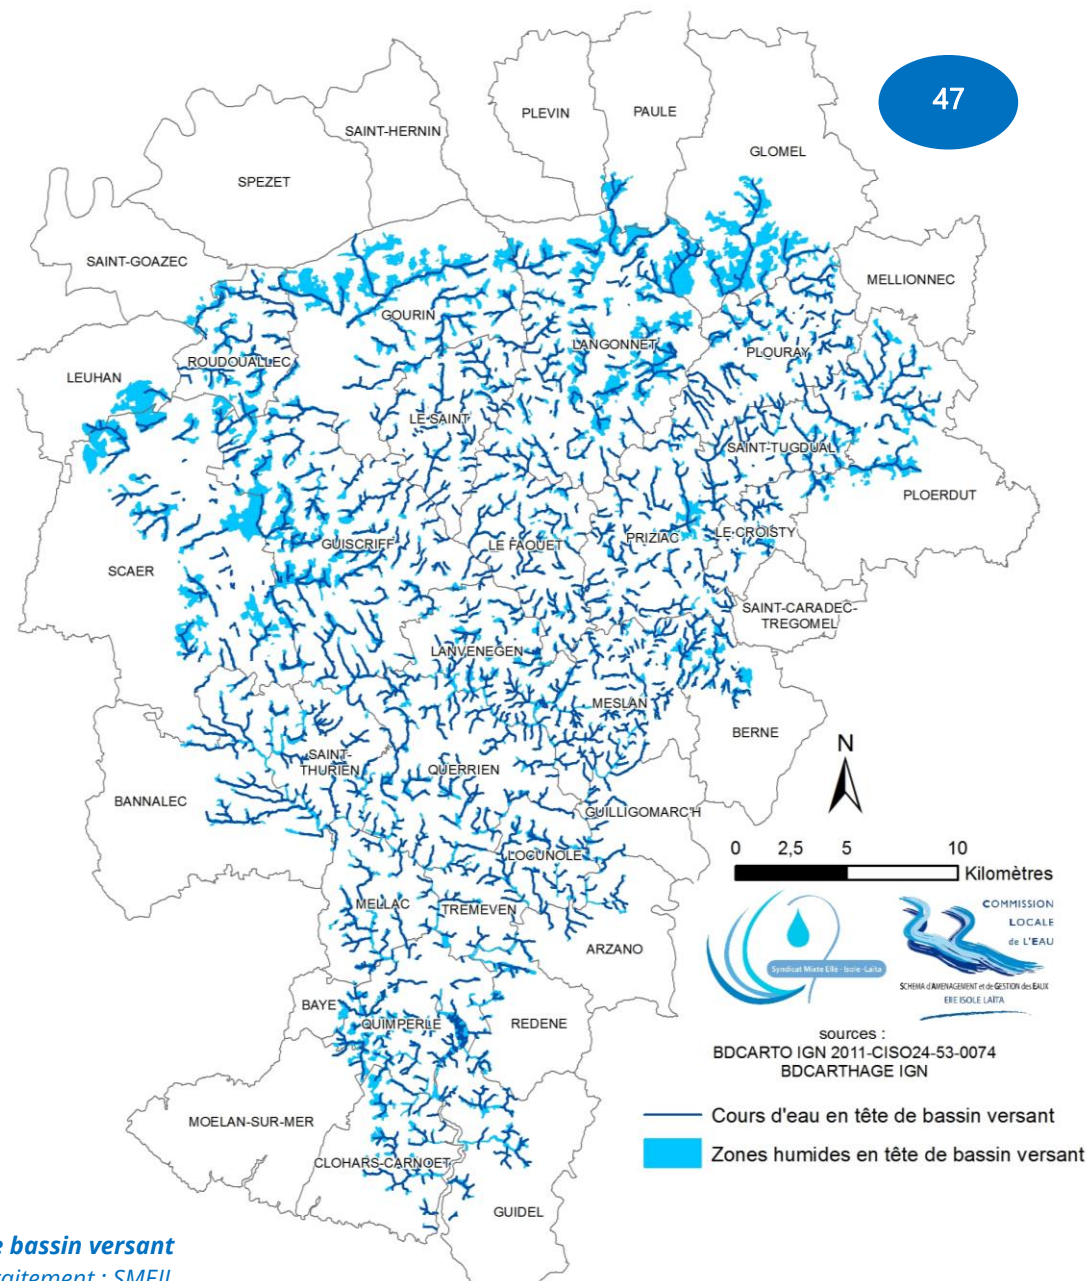 47
PLEVIN
PAULE
SAINT-HERNIN
GLOMEL
SPEZET
SAINT-GOAZEC
MELLIONNEC
GOURIN
LANGONNET
PLOURAY
ROUDOUALLEC
LEUHAN
LE SAINT
SAINT-TUGDUAL
PLOERDUT
LE CROISTY
PRIZIAC
GUISCRIFF
LE FAOUET
SCAER
SAINT-CARADEC-
TREGOMEL
LANVENEGEN
MESLAN
BERNE
N
SAINT-
THURIEN
QUERRIEN
BANNALEC
GUILLIGOMARC'H
0 2,5 5 10
Kilomètres
LOCUNOLE
MELLAC
TREMEVEN
ARZANO
COMMISSION
LOCALE
de L'EAU
Syndicat Mixte Ellé - Isole - Laïta
SCHEMA d'AMENAGEMENT et de GESTION des EAUX
ELLE ISOLE LAÏTA
BAYE
QUIMPERLE
REDENE
sources :
BDCARTO IGN 2011-CISO24-53-0074
BDCARTHAGE IGN
MOELAN-SUR-MER
Cours d'eau en tête de bassin versant
Zones humides en tête de bassin versant
CLOHARS-CARNOET
GUIDEL
e bassin versant
raitement : SMEIL